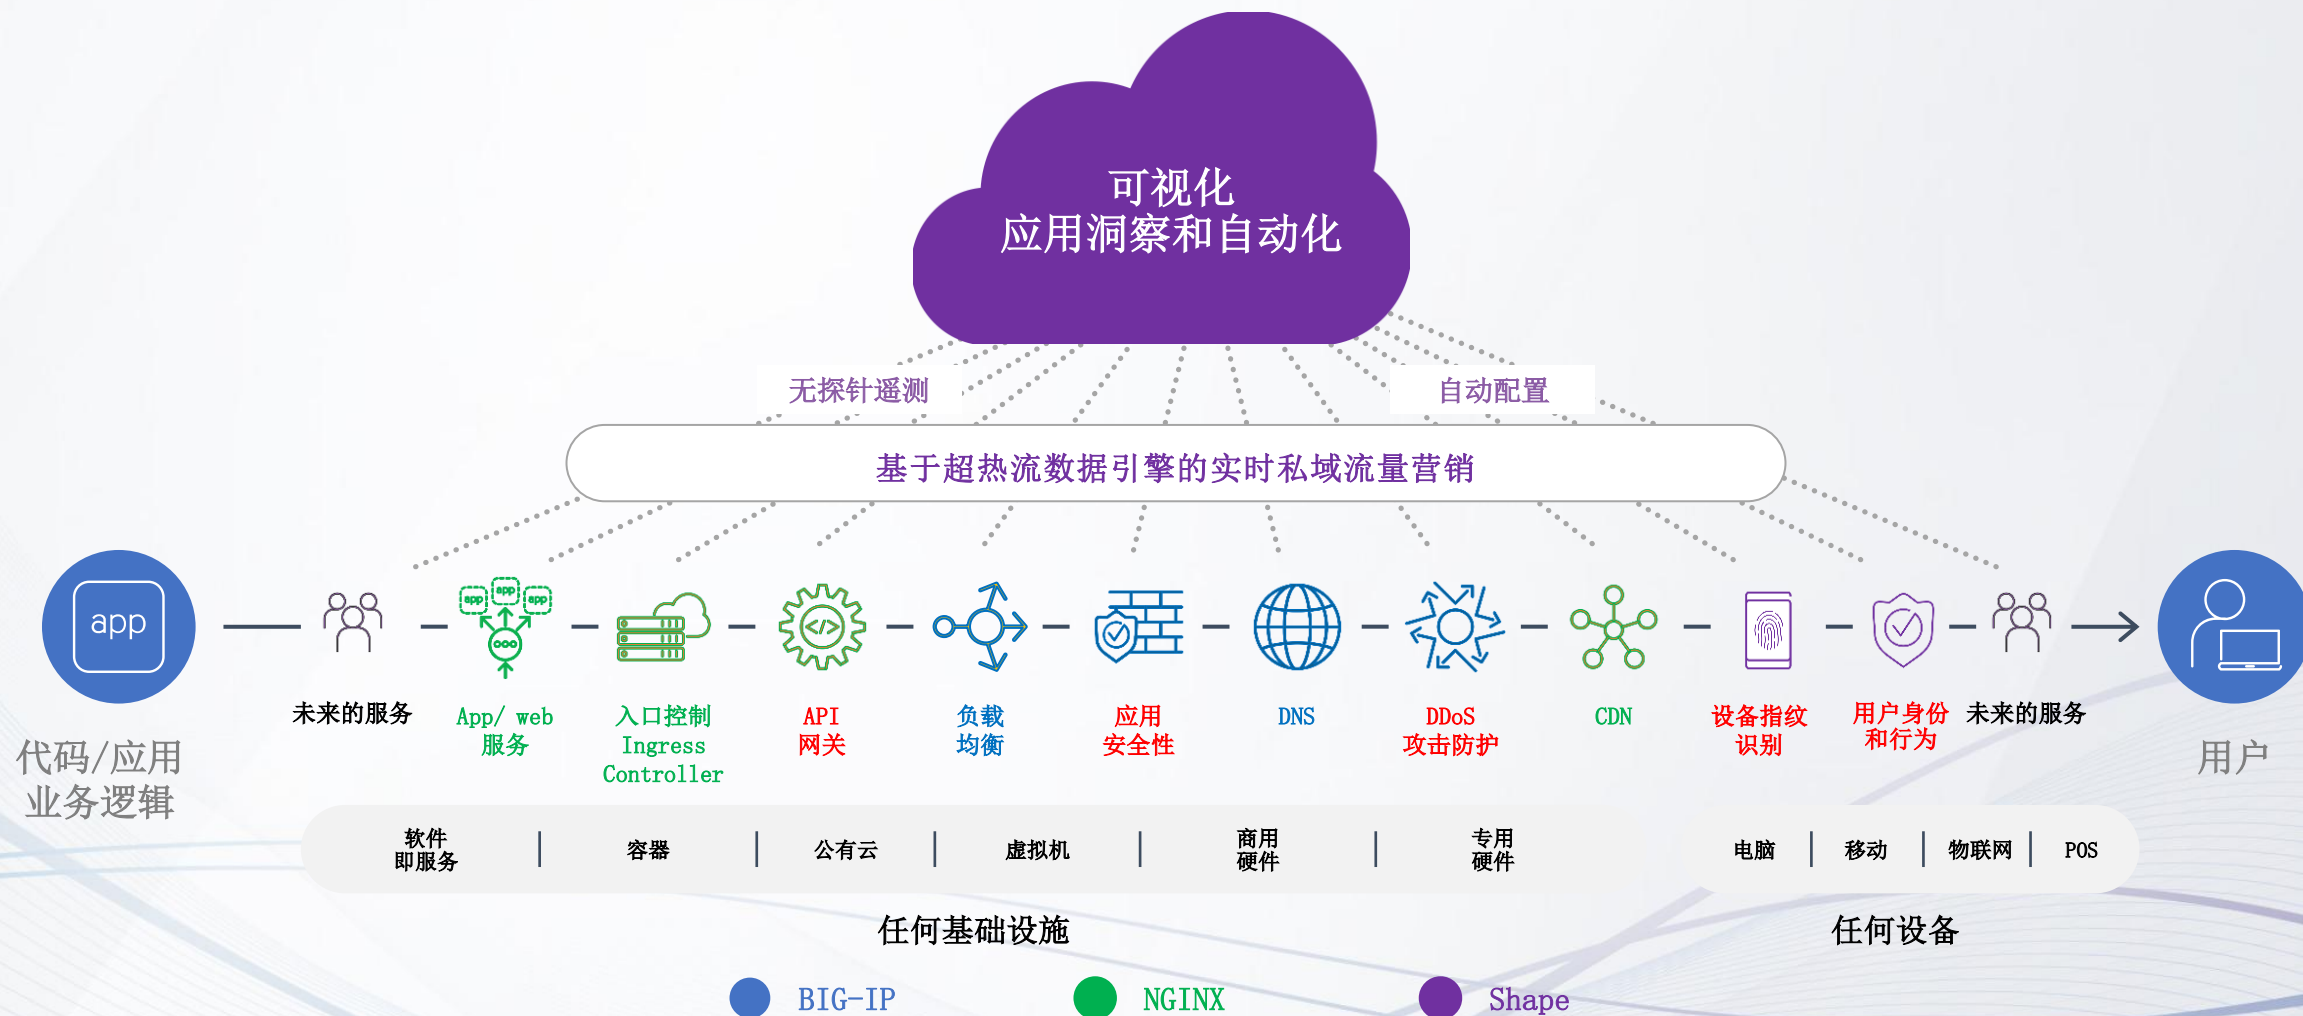 可视化
应用洞察和自动化
无探针遥测
自动配置
基于超热流数据引擎的实时私域流量营销
app
app
app
app
未来的服务
App/ web
服务
入口控制
Ingress
Controller
API
网关
负载
均衡
应用
安全性
DNS
DDoS
攻击防护
CDN
设备指纹
识别
用户身份
和行为
未来的服务
代码/应用
业务逻辑
用户
软件
即服务
容器
公有云
虚拟机
商用
硬件
专用
硬件
电脑
移动
物联网
POS
任何基础设施
任何设备
BIG-IP
NGINX
Shape